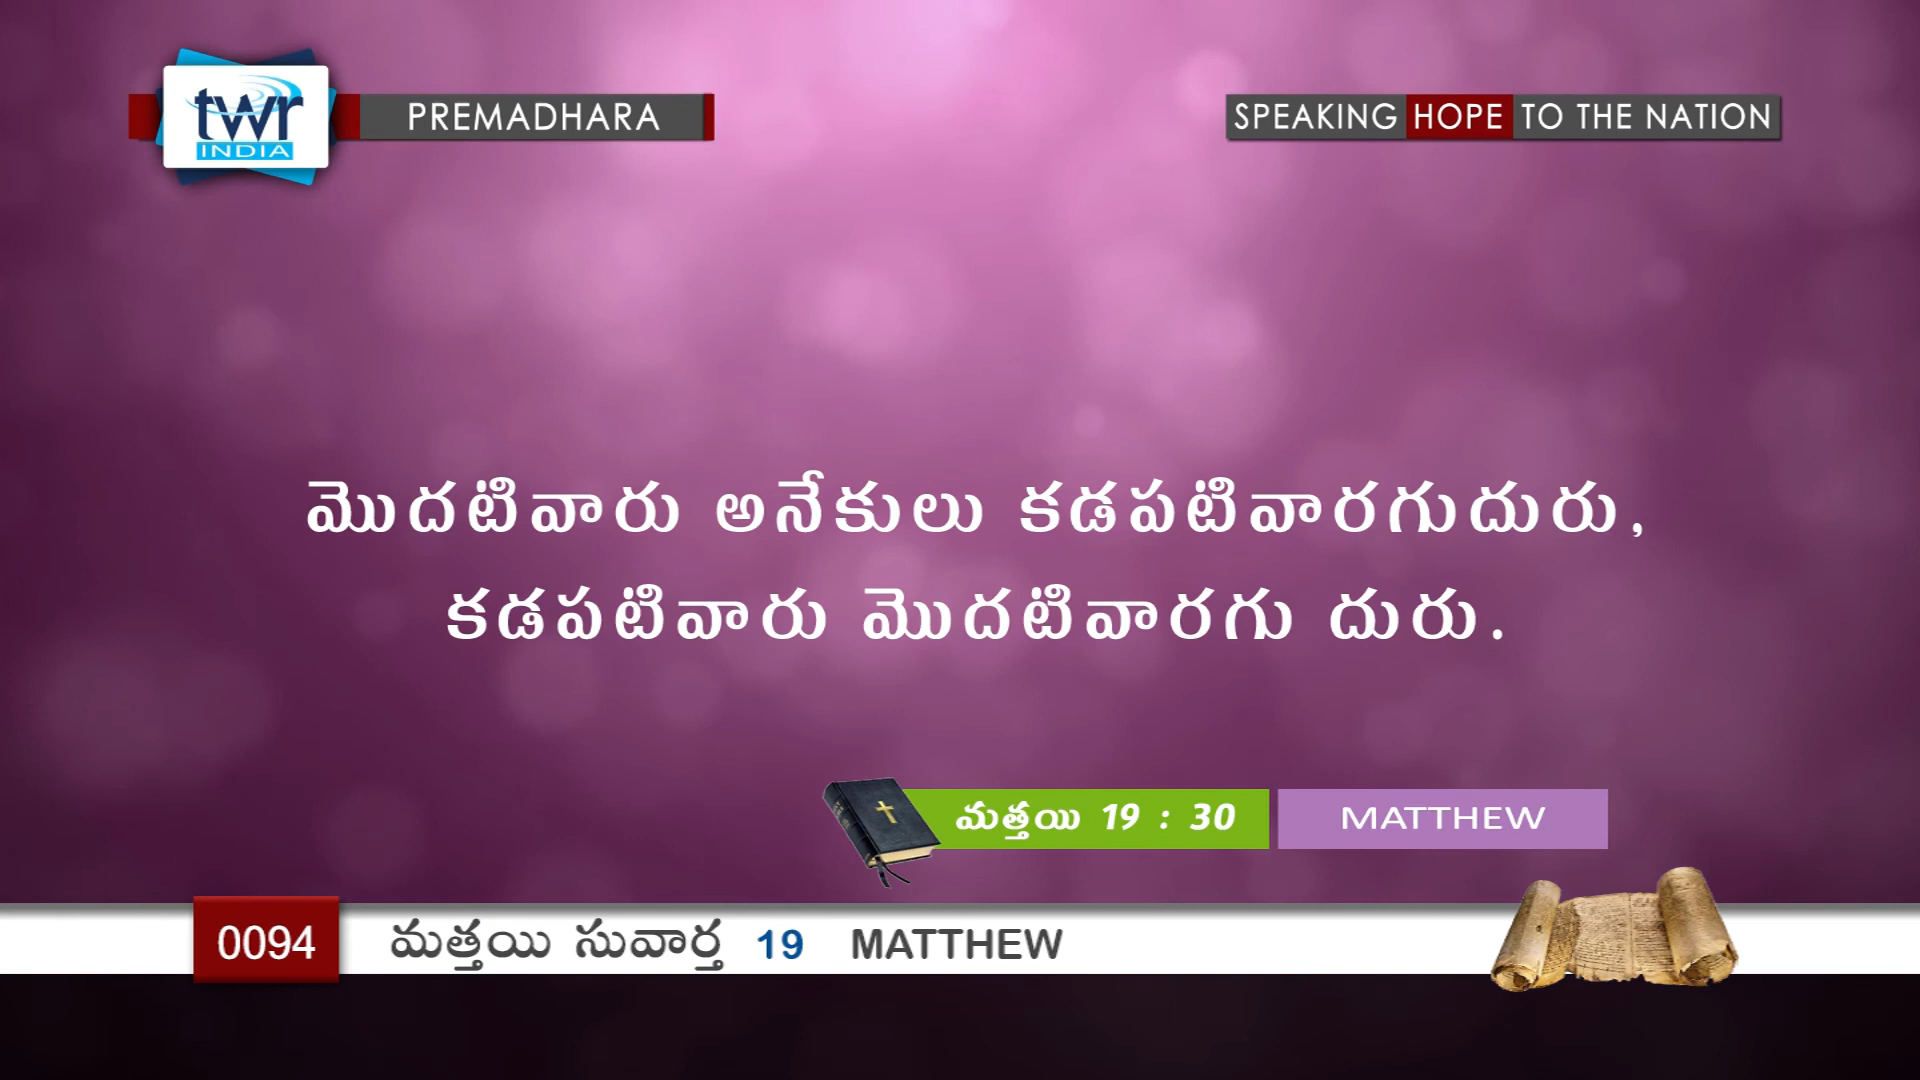 twr
INDIA
PREMADHARA
SPEAKING HOPE TO THE NATION
మొదటివారు అనేకులు కడపటివారగుదురు,
కడపటివారు మొదటివారగు దురు.
మత్తయి 19 : 30
MATTHEW
0094
మత్తయి సువార్త 19 MATTHEW